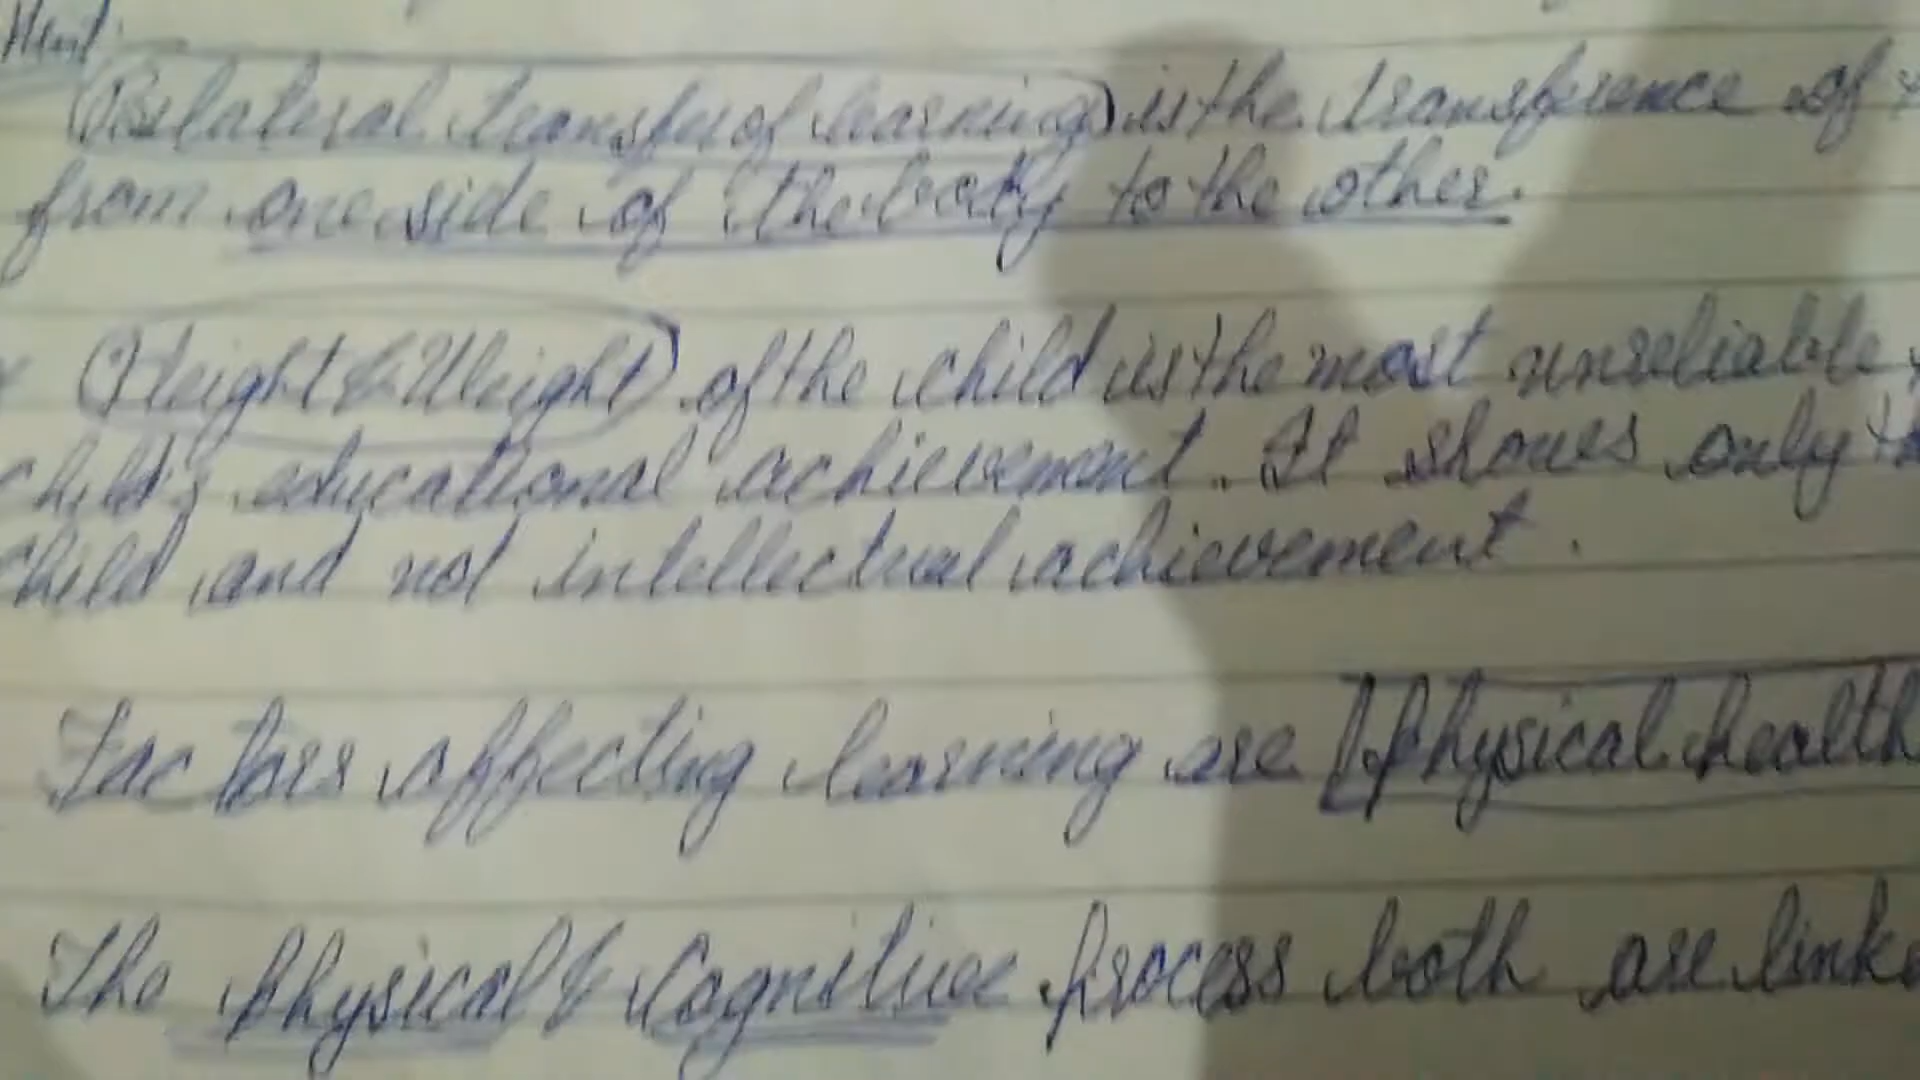 Bilateral transfer of learning is the transference of
from one side of the body to the other.
Height & Weight of the child is the most unreliable
child's educational achievement. It shows only
child and not intellectual achievement.
Factors affecting learning are physical health
The physical & Cognitive process both are link